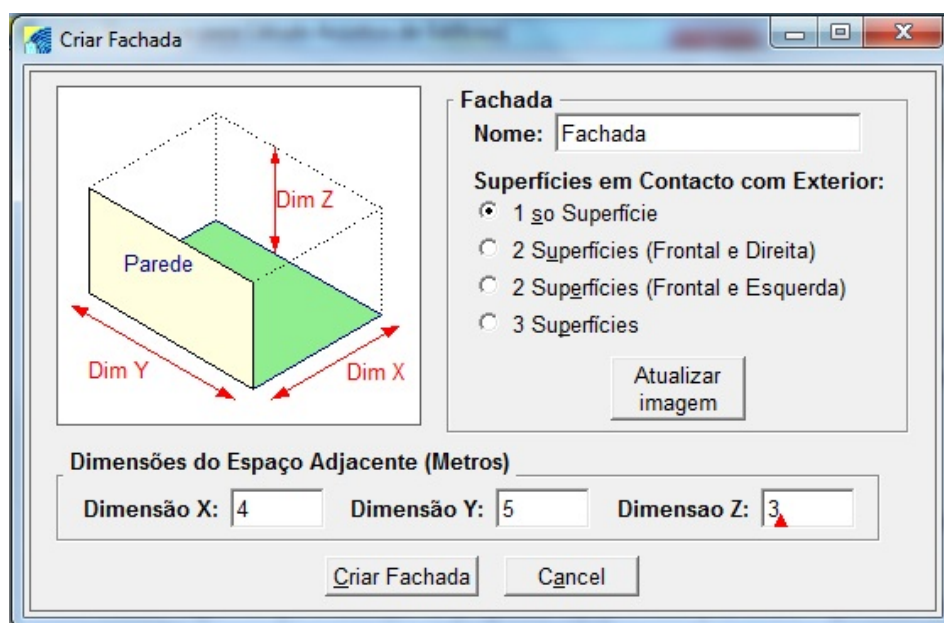 Criar Fachada
Dim Z
Parede
Dim Y
Dim X
Fachada
Nome: Fachada
Superfícies em Contacto com Exterior:
1 so Superfície
2 Superfícies (Frontal e Direita)
2 Superfícies (Frontal e Esquerda)
3 Superfícies
Atualizar
imagem
Dimensões do Espaço Adjacente (Metros)
Dimensão X: 4 Dimensão Y: 5 Dimensao Z: 3
Criar Fachada Cancel